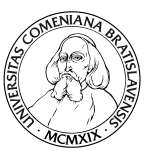 UNIVERSITAS COMENIANA BRATISLAVENSIS
· MCMXIX ·